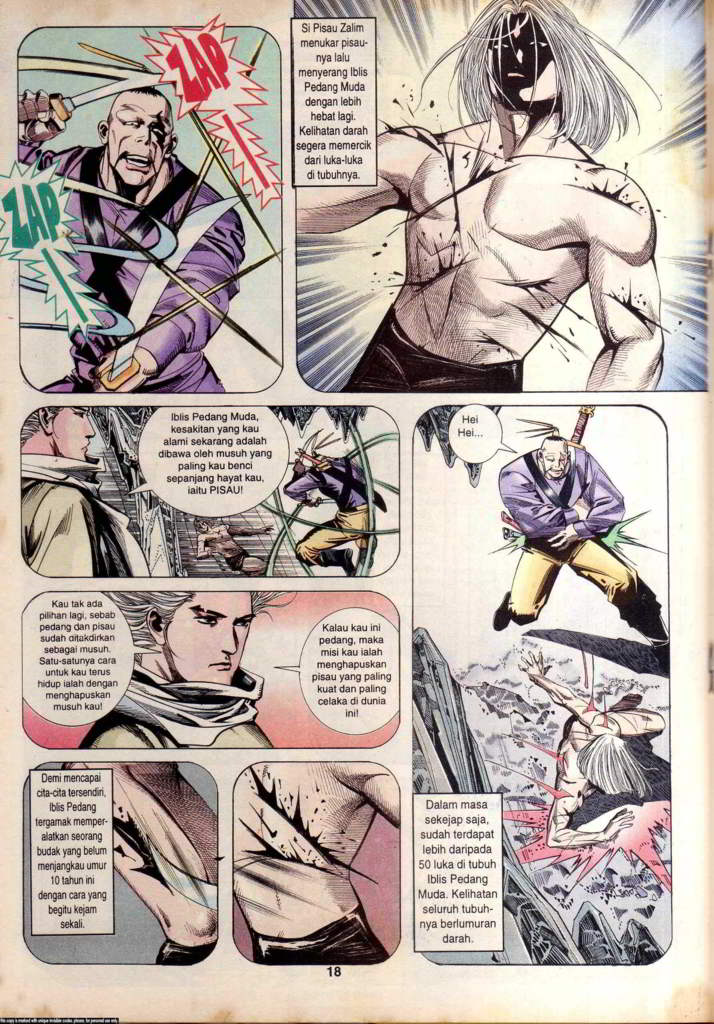 ZAP
ZAP
Si Pisau Zalim
menukar pisau-
nya lalu
menyerang Iblis
Pedang Muda
dengan lebih
hebat lagi.
Kelihatan darah
segera memercik
dari luka-luka
di tubuhnya.
Iblis Pedang Muda,
kesakitan yang kau
alami sekarang adalah
dibawa oleh musuh yang
paling kau benci
sepanjang hayat kau,
iaitu PISAU!
Kau tak ada
pilihan lagi, sebab
pedang dan pisau
sudah ditakdirkan
sebagai musuh.
Satu-satunya cara
untuk kau terus
hidup ialah dengan
menghapuskan
musuh kau!
Kalau kau ini
pedang, maka
misi kau ialah
menghapuskan
pisau yang paling
kuat dan paling
celaka di dunia
ini!
Demi mencapai
cita-cita tersendiri,
Iblis Pedang
tergamak memper-
alatkan seorang
budak yang belum
menjangkau umur
10 tahun ini
dengan cara yang
begitu kejam
sekali.
Hei
Hei...
Dalam masa
sekejap saja,
sudah terdapat
lebih daripada
50 luka di tubuh
Iblis Pedang
Muda. Kelihatan
seluruh tubuh-
nya berlumuran
darah.
18